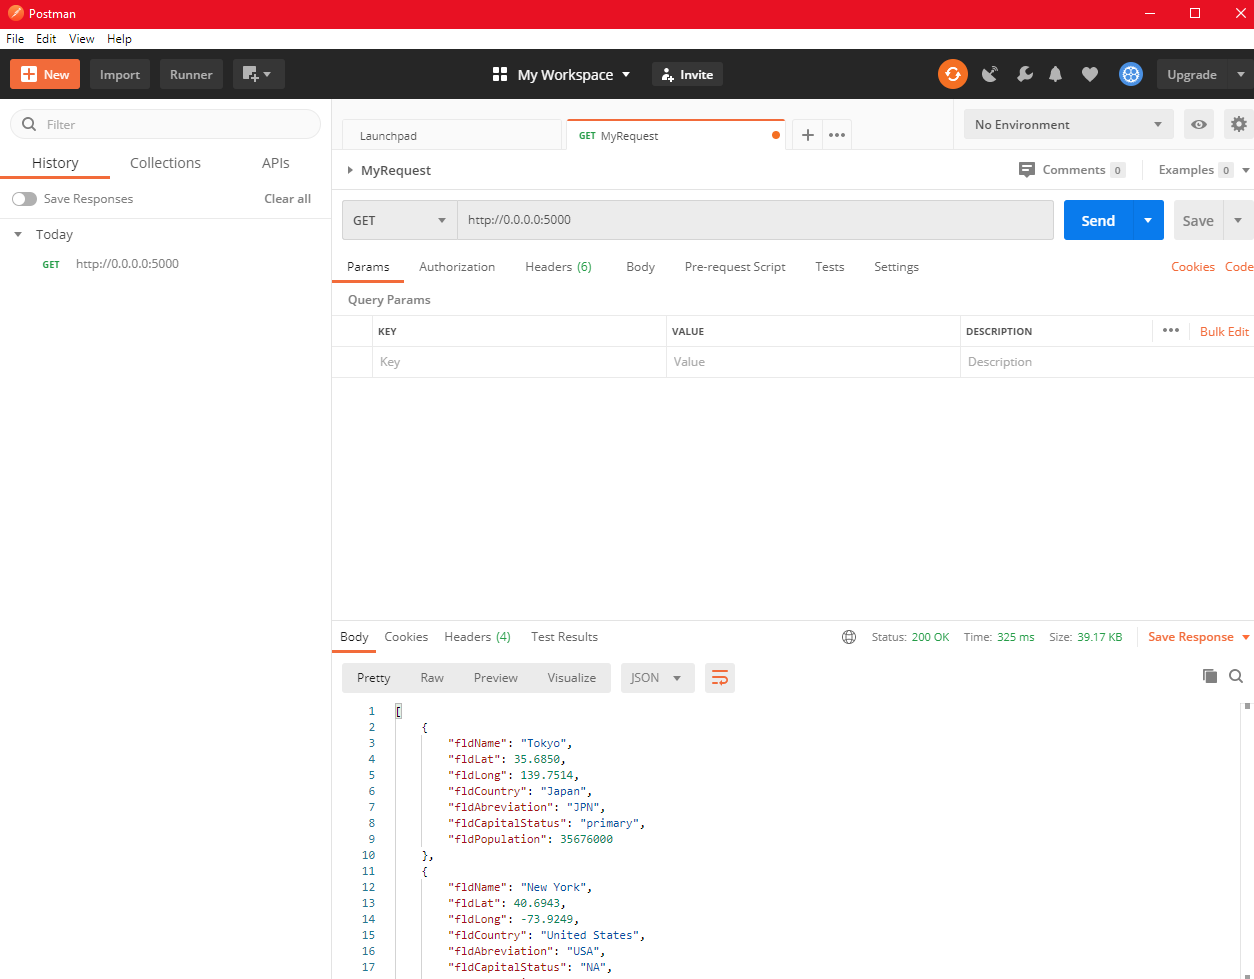 Postman
File Edit View Help
New Import Runner My Workspace Invite Upgrade
Filter
History Collections APIs
Save Responses Clear all
Today
GET http://0.0.0.0:5000
Launchpad GET MyRequest No Environment
MyRequest Comments 0 Examples 0
GET http://0.0.0.0:5000 Send Save
Params Authorization Headers (6) Body Pre-request Script Tests Settings Cookies Code
Query Params
KEY VALUE DESCRIPTION Bulk Edit
Key Value Description
Body Cookies Headers (4) Test Results Status: 200 OK Time: 325 ms Size: 39.17 KB Save Response
Pretty Raw Preview Visualize JSON
1 [
2 {
3 "fldName": "Tokyo",
4 "fldLat": 35.6850,
5 "fldLong": 139.7514,
6 "fldCountry": "Japan",
7 "fldAbreviation": "JPN",
8 "fldCapitalStatus": "primary",
9 "fldPopulation": 35676000
10 },
11 {
12 "fldName": "New York",
13 "fldLat": 40.6943,
14 "fldLong": -73.9249,
15 "fldCountry": "United States",
16 "fldAbreviation": "USA",
17 "fldCapitalStatus": "NA",